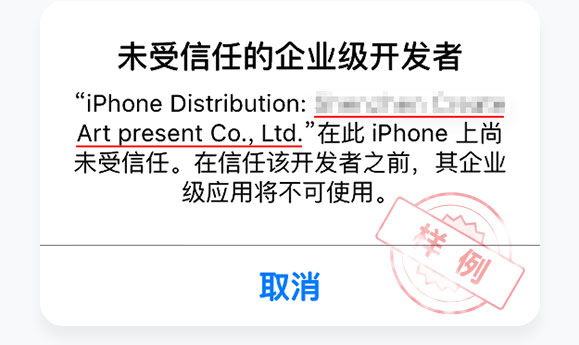 未受信任的企业级开发者
“iPhone Distribution:
Art present Co., Ltd.”在此 iPhone 上尚
未受信任。在信任该开发者之前，其企业
级应用将不可使用。
样例
取消